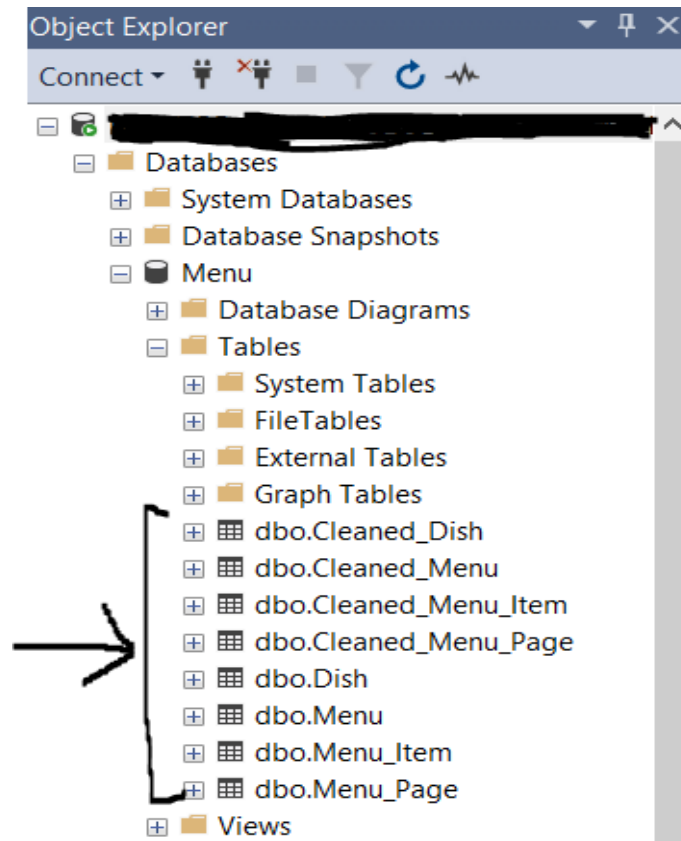 Object Explorer
Connect
Databases
System Databases
Database Snapshots
Menu
Database Diagrams
Tables
System Tables
FileTables
External Tables
Graph Tables
dbo.Cleaned_Dish
dbo.Cleaned_Menu
dbo.Cleaned_Menu_Item
dbo.Cleaned_Menu_Page
dbo.Dish
dbo.Menu
dbo.Menu_Item
dbo.Menu_Page
Views